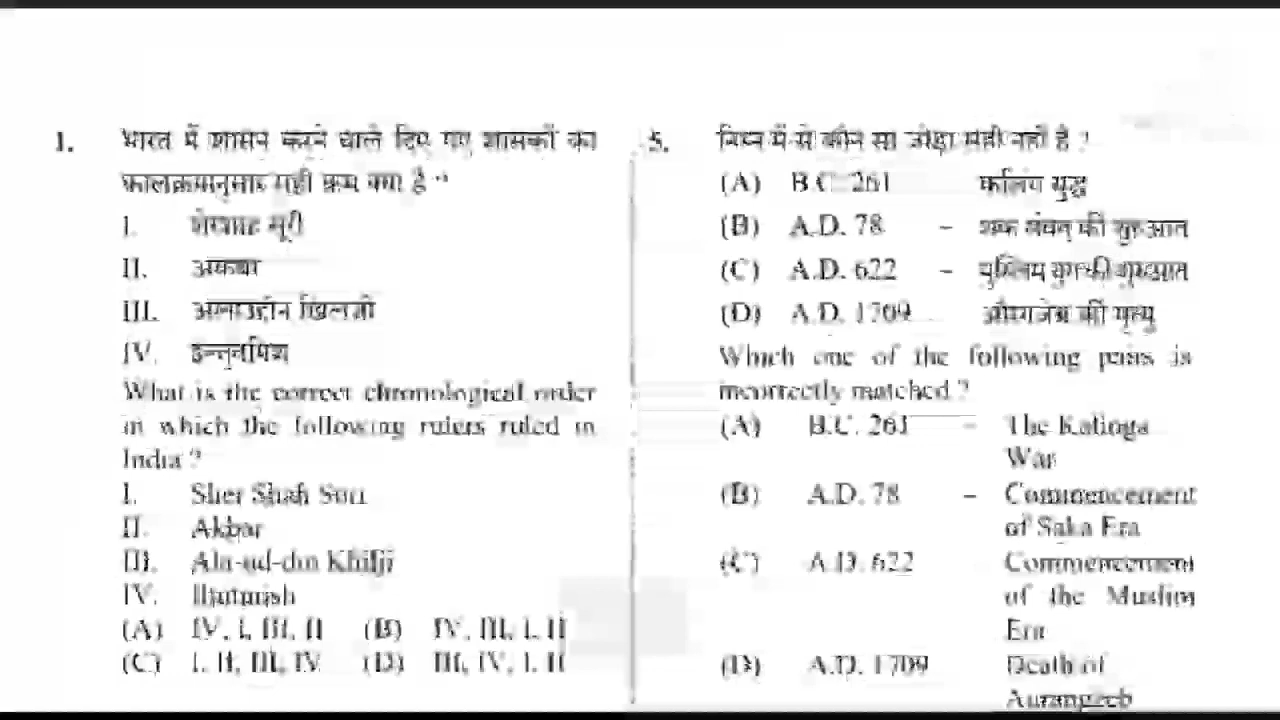 1. भारत में शासन करने वाले दिए गए शासकों का
कालक्रमानुसार सही क्रम क्या है ?
I. शेरशाह सूरी
II. अकबर
III. अलाउद्दीन खिलजी
IV. इल्तुतमिश
What is the correct chronological order
in which the following rulers ruled in
India ?
I. Sher Shah Suri
II. Akbar
III. Ala-ud-din Khilji
IV. Iltutmish
(A) IV, I, III, II (B) IV, III, I, II
(C) I, II, III, IV (D) III, IV, I, II
5. निम्न में से कौन सा जोड़ा सही नहीं है ?
(A) B.C. 261 कलिंग युद्ध
(B) A.D. 78 – शक संवत् की शुरुआत
(C) A.D. 622 – मुस्लिम युग की शुरुआत
(D) A.D. 1709 औरंगजेब की मृत्यु
Which one of the following pairs is
incorrectly matched ?
(A) B.C. 261 – The Kalinga
War
(B) A.D. 78 – Commencement
of Saka Era
(C) A.D. 622 Commencement
of the Muslim
Era
(D) A.D. 1709 Death of
Aurangzeb